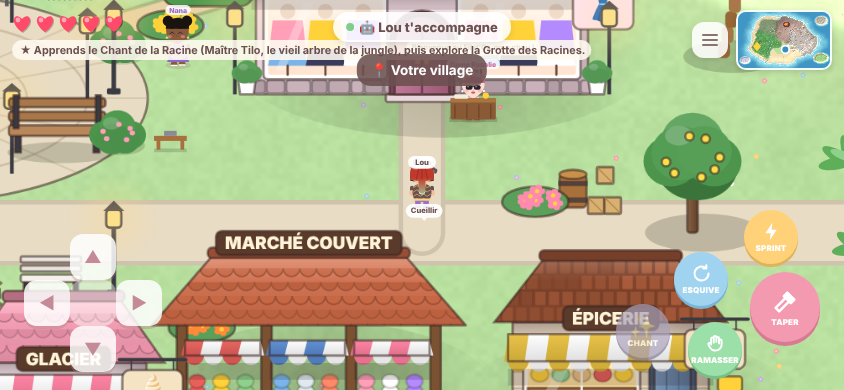 Nana
🤖 Lou t'accompagne
★ Apprends le Chant de la Racine (Maître Tilo, le vieil arbre de la jungle), puis explore la Grotte des Racines.
📍 Votre village
Lou
Cueillir
MARCHÉ COUVERT
SPRINT
ESQUIVE
TAPER
ÉPICERIE
CHANT
RAMASSER
GLACIER